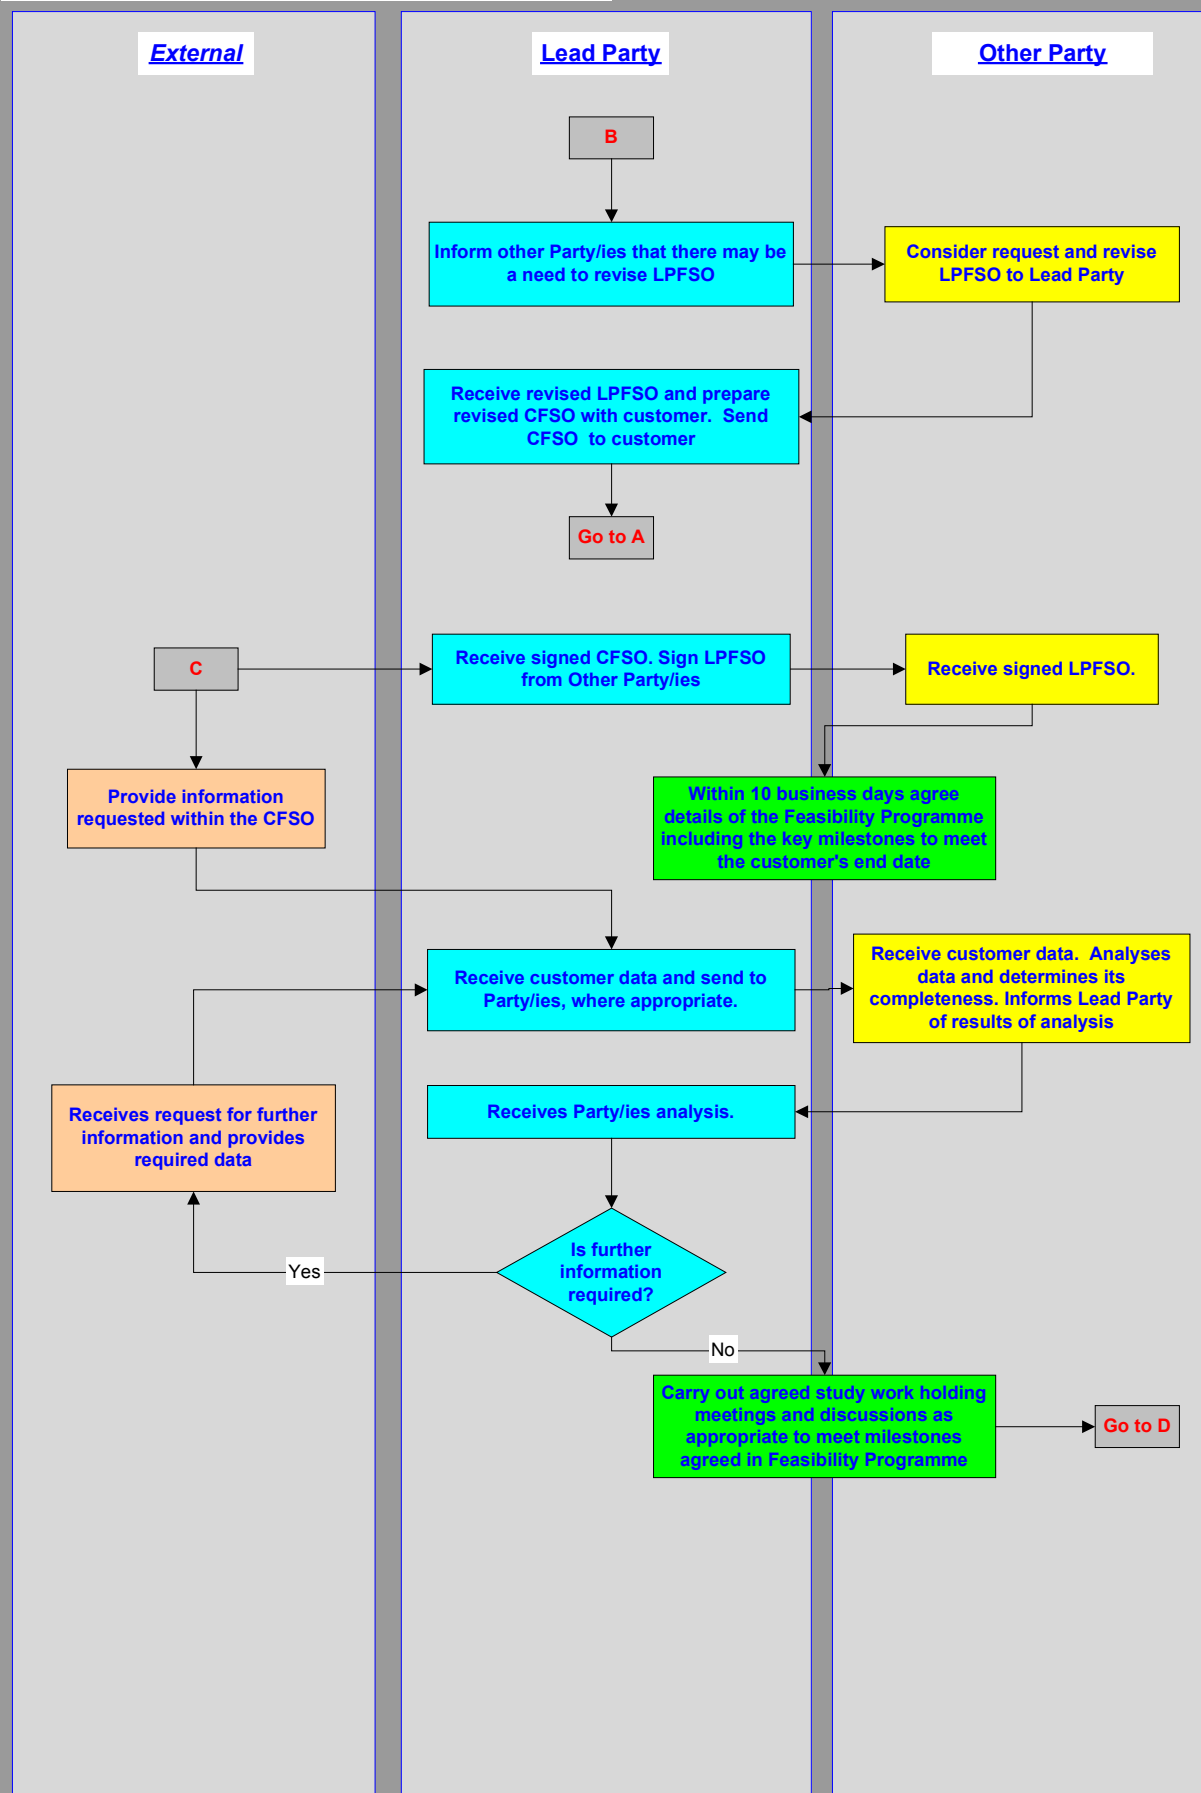 External
Lead Party
Other Party
B
Inform other Party/ies that there may be
a need to revise LPFSO
Consider request and revise
LPFSO to Lead Party
Receive revised LPFSO and prepare
revised CFSO with customer.  Send
CFSO  to customer
Go to A
C
Receive signed CFSO. Sign LPFSO
from Other Party/ies
Receive signed LPFSO.
Provide information
requested within the CFSO
Within 10 business days agree
details of the Feasibility Programme
including the key milestones to meet
the customer's end date
Receive customer data and send to
Party/ies, where appropriate.
Receive customer data.  Analyses
data and determines its
completeness. Informs Lead Party
of results of analysis
Receives request for further
information and provides
required data
Receives Party/ies analysis.
Is further
information
required?
Yes
No
Carry out agreed study work holding
meetings and discussions as
appropriate to meet milestones
agreed in Feasibility Programme
Go to D